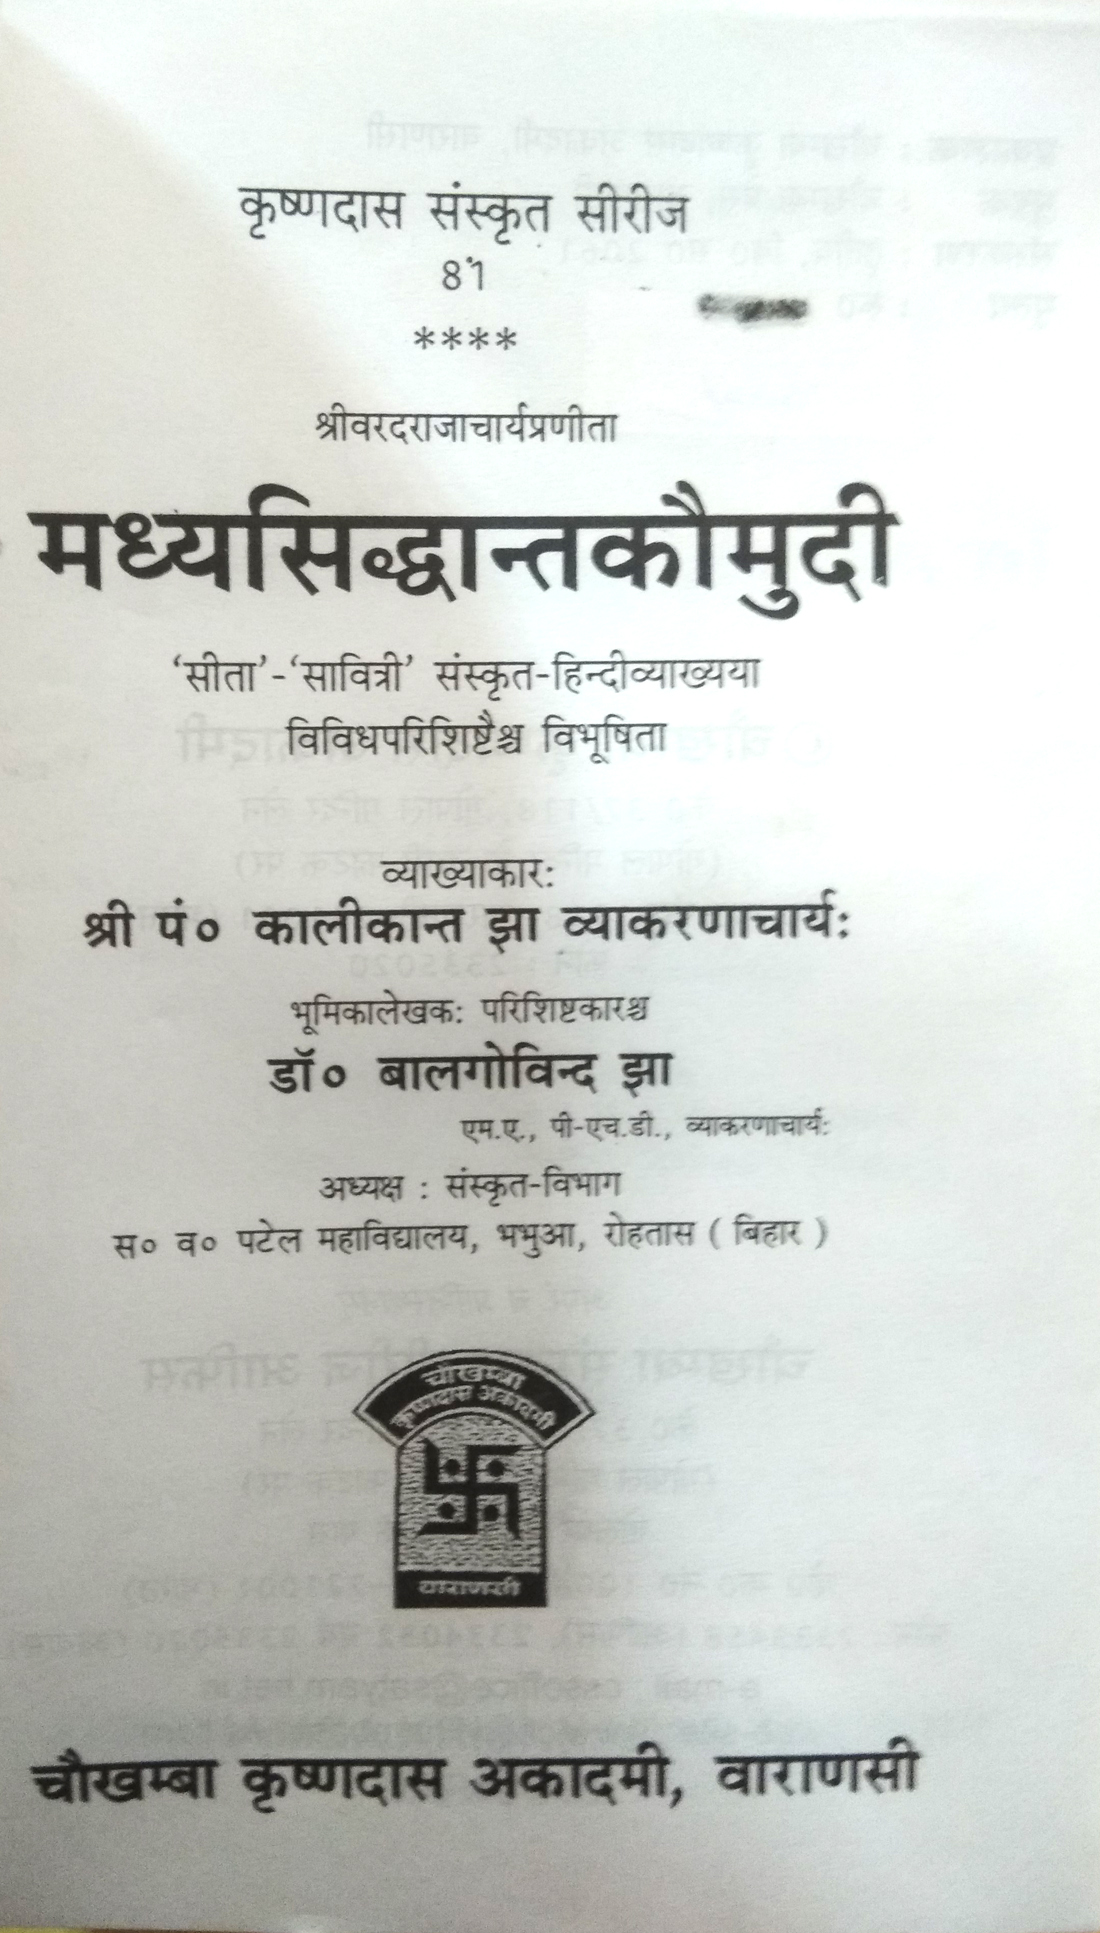 कृष्णदास संस्कृत सीरीज
81
****
श्रीवरदराजाचार्यप्रणीता
मध्यसिद्धान्तकौमुदी
‘सीता’-‘सावित्री’ संस्कृत-हिन्दीव्याख्यया
विविधपरिशिष्टैश्च विभूषिता
व्याख्याकारः
श्री पं० कालीकान्त झा व्याकरणाचार्यः
भूमिकालेखकः परिशिष्टकारश्च
डॉ० बालगोविन्द झा
एम.ए., पी-एच.डी., व्याकरणाचार्यः
अध्यक्ष : संस्कृत-विभाग
स० व० पटेल महाविद्यालय, भभुआ, रोहतास ( बिहार )
चौखम्बा
कृष्णदास अकादमी
वाराणसी
चौखम्बा कृष्णदास अकादमी, वाराणसी